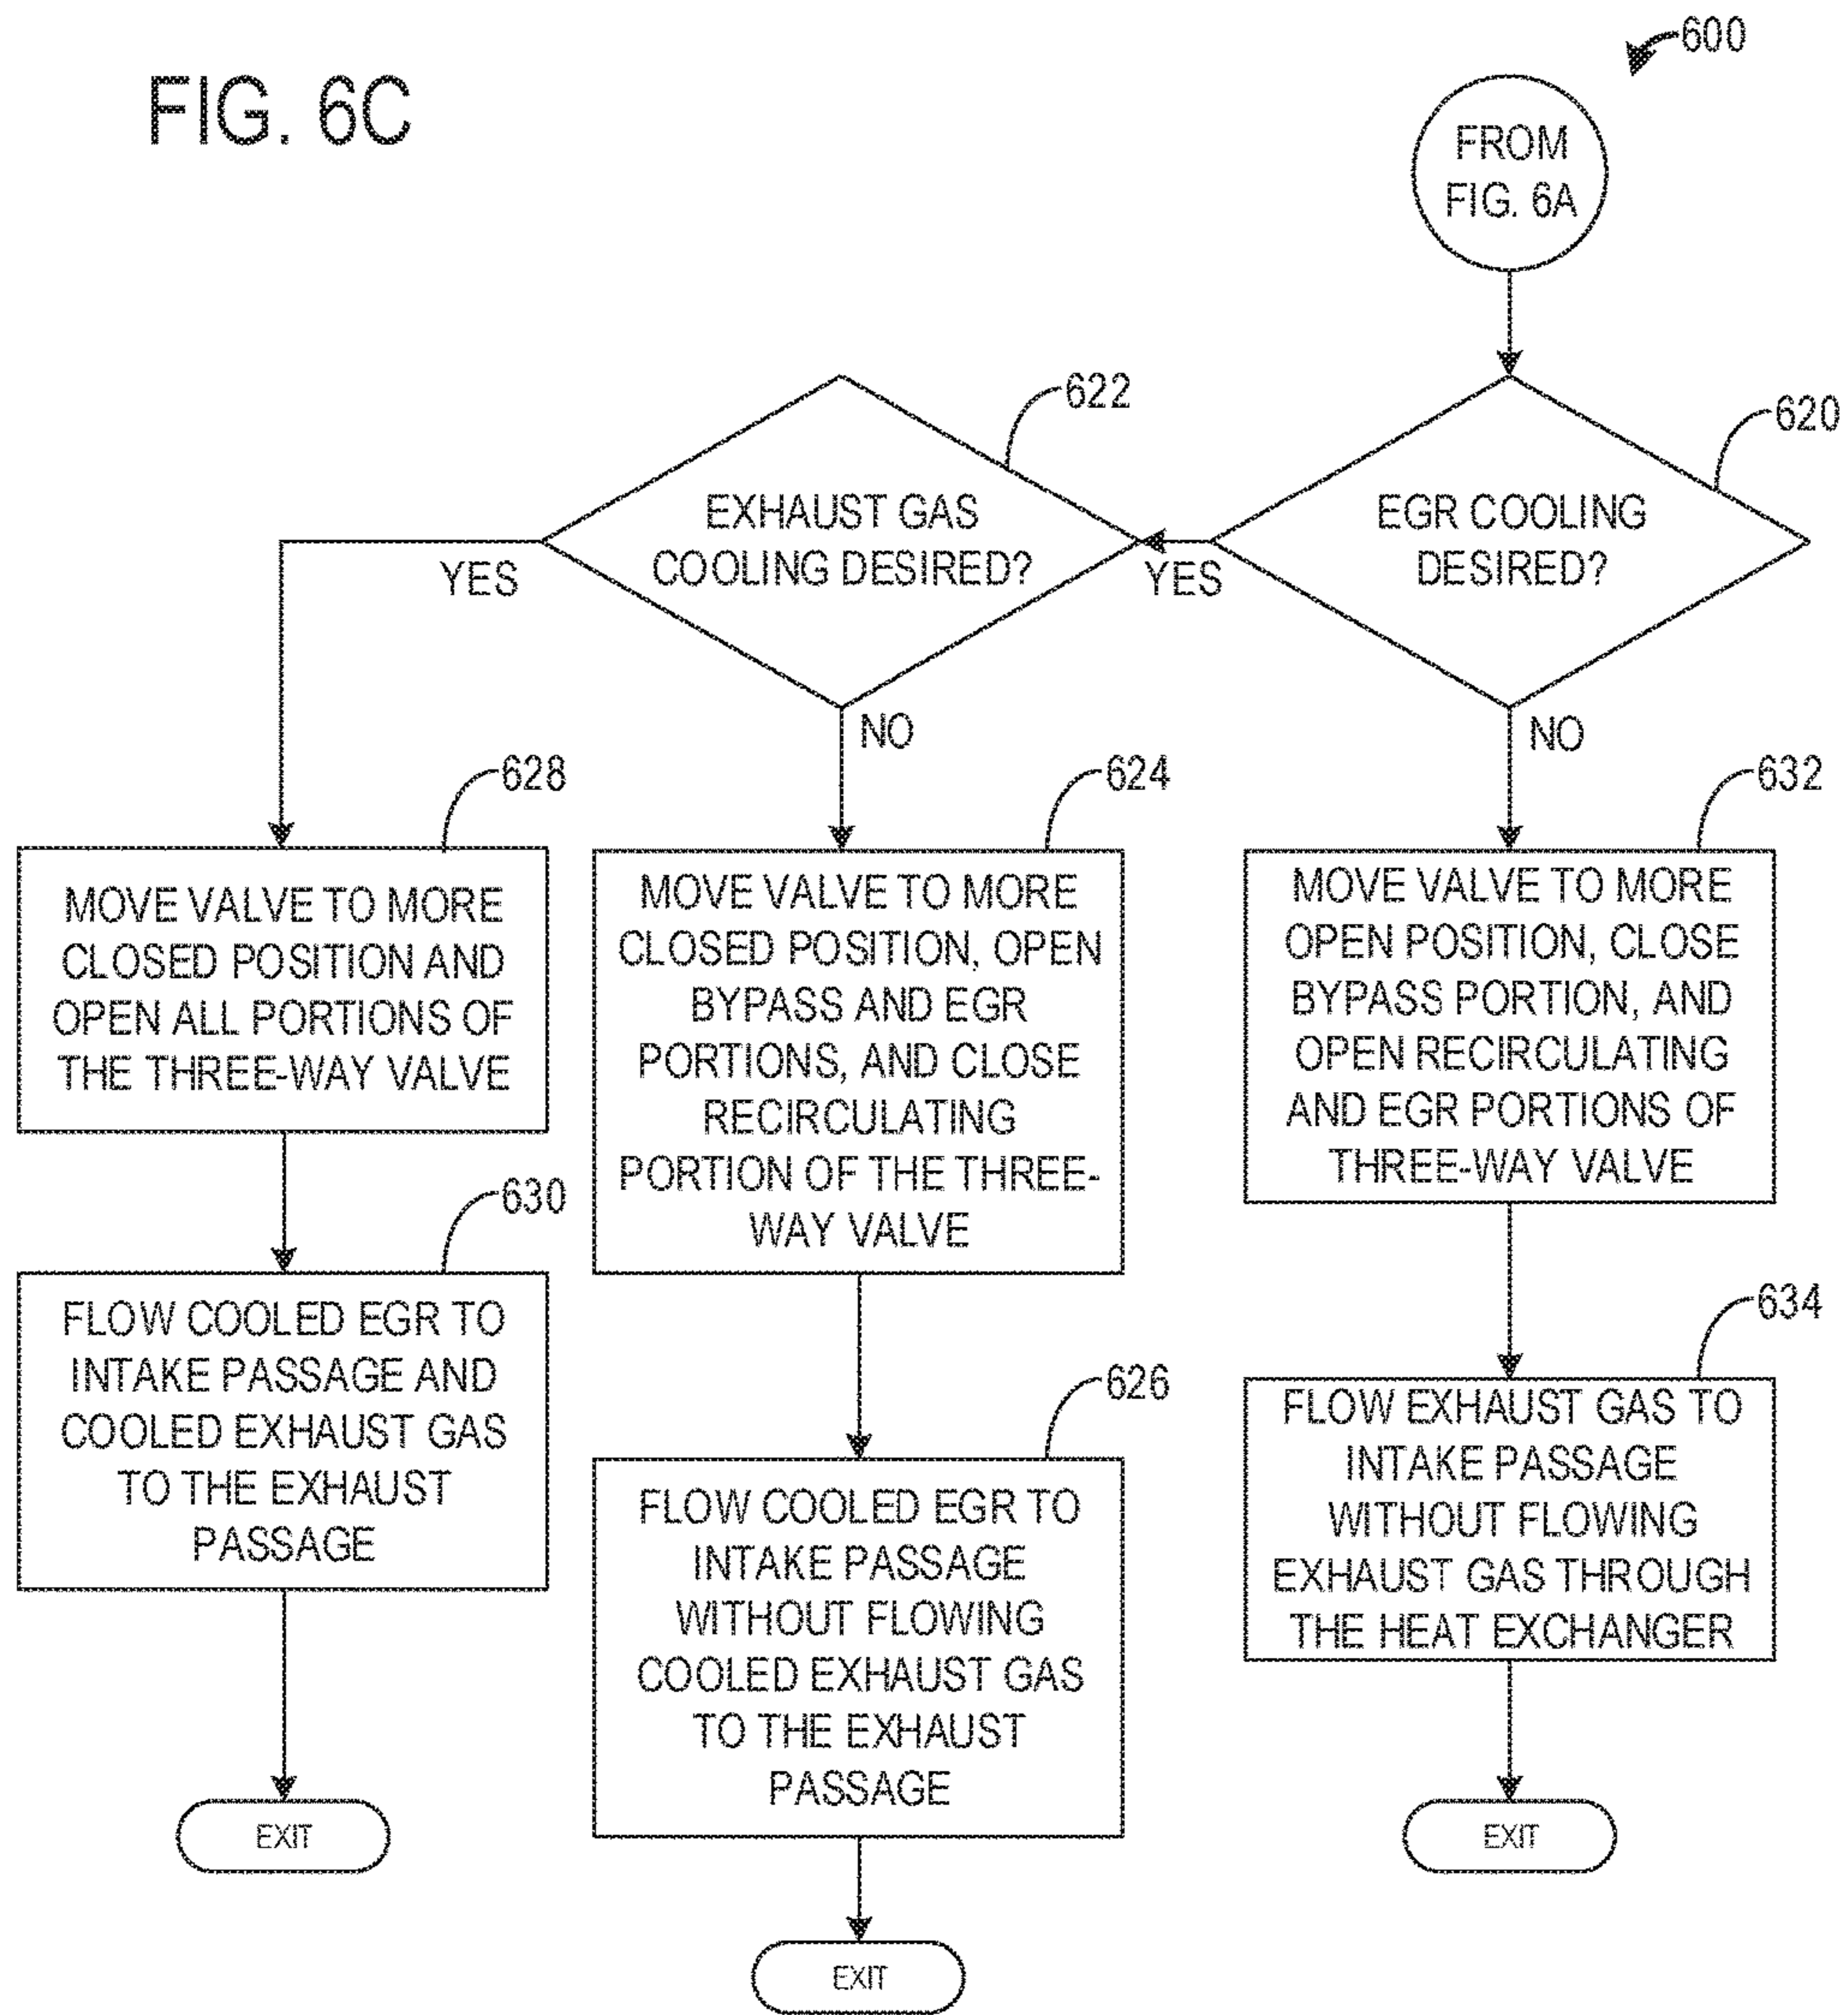 FIG. 6C
600
FROM
FIG. 6A
622
620
EXHAUST GAS
COOLING DESIRED?
EGR COOLING
DESIRED?
YES
YES
NO
NO
628
624
632
MOVE VALVE TO MORE
CLOSED POSITION AND
OPEN ALL PORTIONS OF
THE THREE-WAY VALVE
MOVE VALVE TO MORE
CLOSED POSITION, OPEN
BYPASS AND EGR
PORTIONS, AND CLOSE
RECIRCULATING
PORTION OF THE THREE-
WAY VALVE
MOVE VALVE TO MORE
OPEN POSITION, CLOSE
BYPASS PORTION, AND
OPEN RECIRCULATING
AND EGR PORTIONS OF
THREE-WAY VALVE
630
626
634
FLOW COOLED EGR TO
INTAKE PASSAGE AND
COOLED EXHAUST GAS
TO THE EXHAUST
PASSAGE
FLOW COOLED EGR TO
INTAKE PASSAGE
WITHOUT FLOWING
COOLED EXHAUST GAS
TO THE EXHAUST
PASSAGE
FLOW EXHAUST GAS TO
INTAKE PASSAGE
WITHOUT FLOWING
EXHAUST GAS THROUGH
THE HEAT EXCHANGER
EXIT
EXIT
EXIT